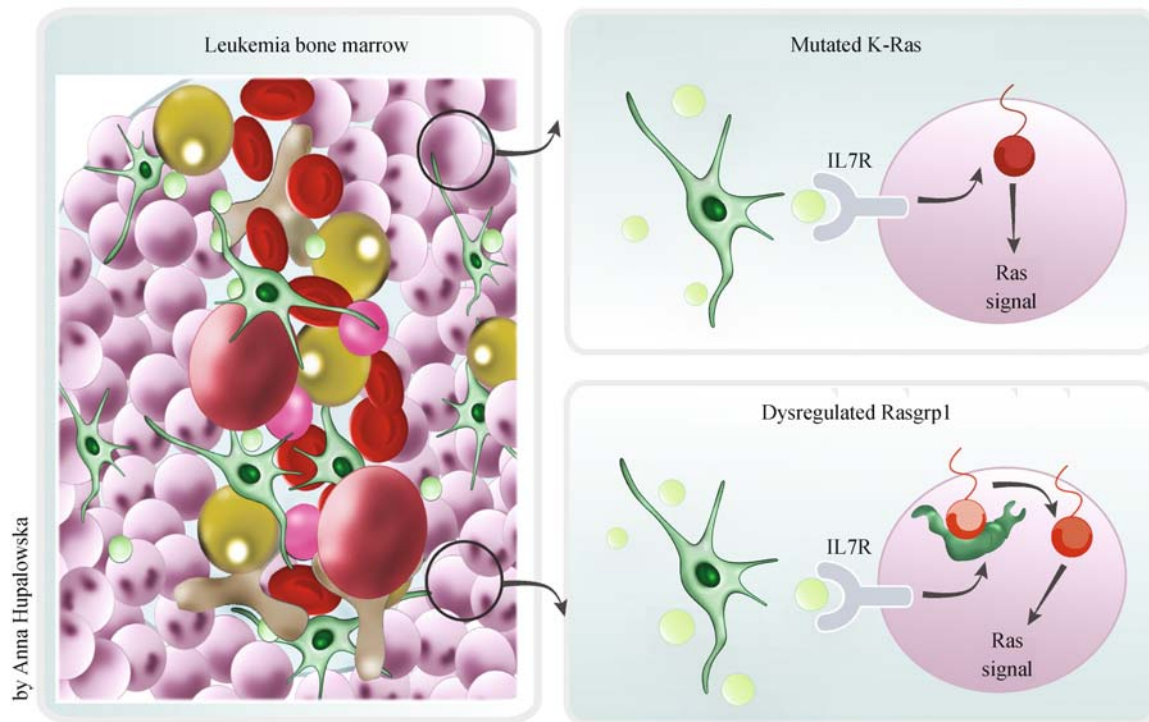 Leukemia bone marrow
by Anna Hupalowska
Mutated K-Ras
IL7R
Ras
signal
Dysregulated Rasgrp1
IL7R
Ras
signal